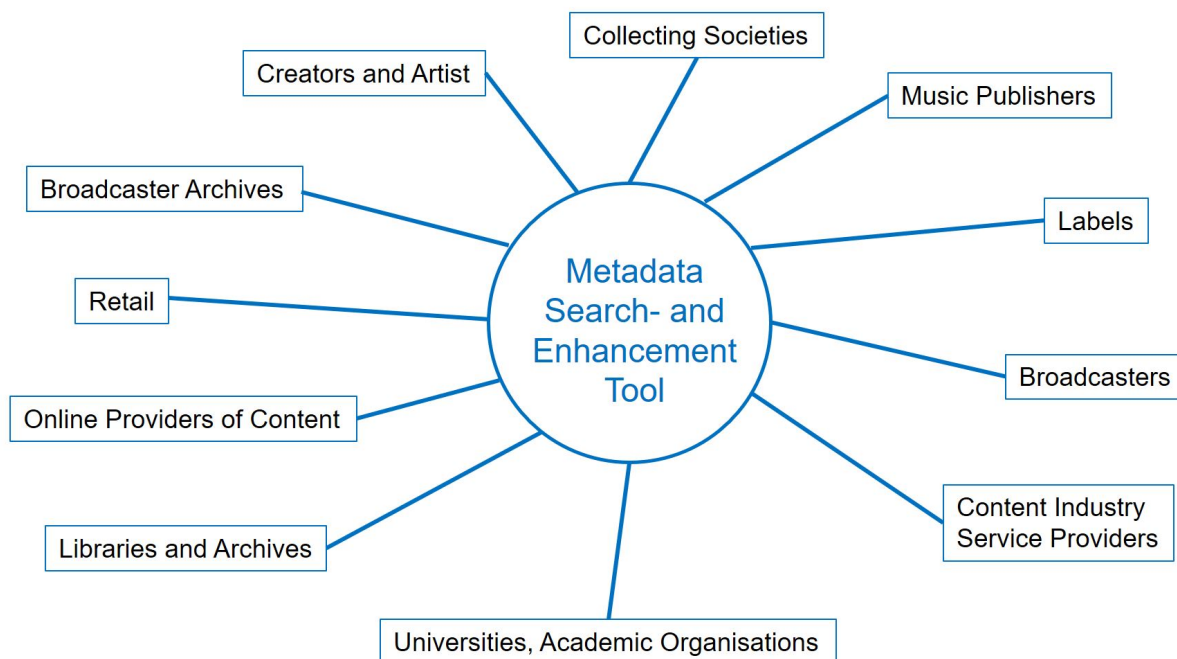 Collecting Societies
Creators and Artist
Music Publishers
Broadcaster Archives
Labels
Metadata
Search- and
Enhancement
Tool
Retail
Broadcasters
Online Providers of Content
Content Industry
Service Providers
Libraries and Archives
Universities, Academic Organisations